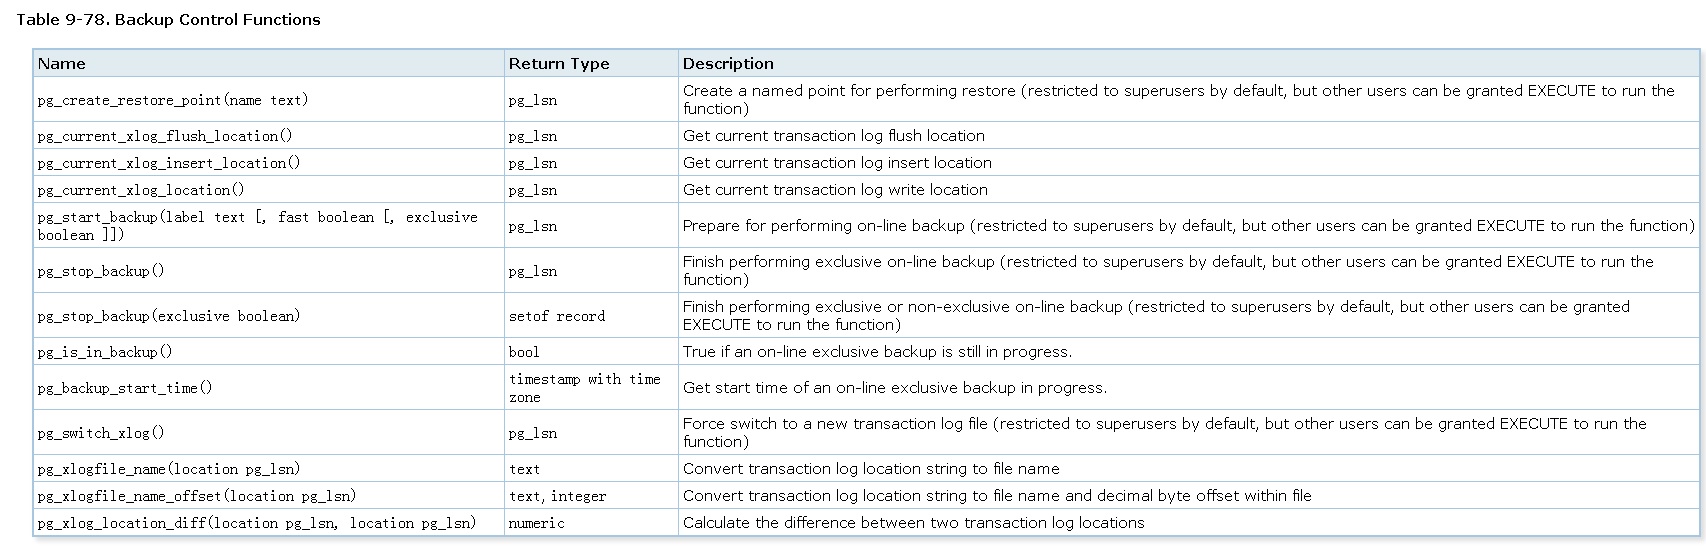 Table 9-78. Backup Control Functions
Name Return Type Description
pg_create_restore_point(name text) pg_lsn Create a named point for performing restore (restricted to superusers by default, but other users can be granted EXECUTE to run the
function)
pg_current_xlog_flush_location() pg_lsn Get current transaction log flush location
pg_current_xlog_insert_location() pg_lsn Get current transaction log insert location
pg_current_xlog_location() pg_lsn Get current transaction log write location
pg_start_backup(label text [, fast boolean [, exclusive
boolean ]]) pg_lsn Prepare for performing on-line backup (restricted to superusers by default, but other users can be granted EXECUTE to run the function)
pg_stop_backup() pg_lsn Finish performing exclusive on-line backup (restricted to superusers by default, but other users can be granted EXECUTE to run the
function)
pg_stop_backup(exclusive boolean) setof record Finish performing exclusive or non-exclusive on-line backup (restricted to superusers by default, but other users can be granted
EXECUTE to run the function)
pg_is_in_backup() bool True if an on-line exclusive backup is still in progress.
pg_backup_start_time() timestamp with time
zone Get start time of an on-line exclusive backup in progress.
pg_switch_xlog() pg_lsn Force switch to a new transaction log file (restricted to superusers by default, but other users can be granted EXECUTE to run the
function)
pg_xlogfile_name(location pg_lsn) text Convert transaction log location string to file name
pg_xlogfile_name_offset(location pg_lsn) text, integer Convert transaction log location string to file name and decimal byte offset within file
pg_xlog_location_diff(location pg_lsn, location pg_lsn) numeric Calculate the difference between two transaction log locations